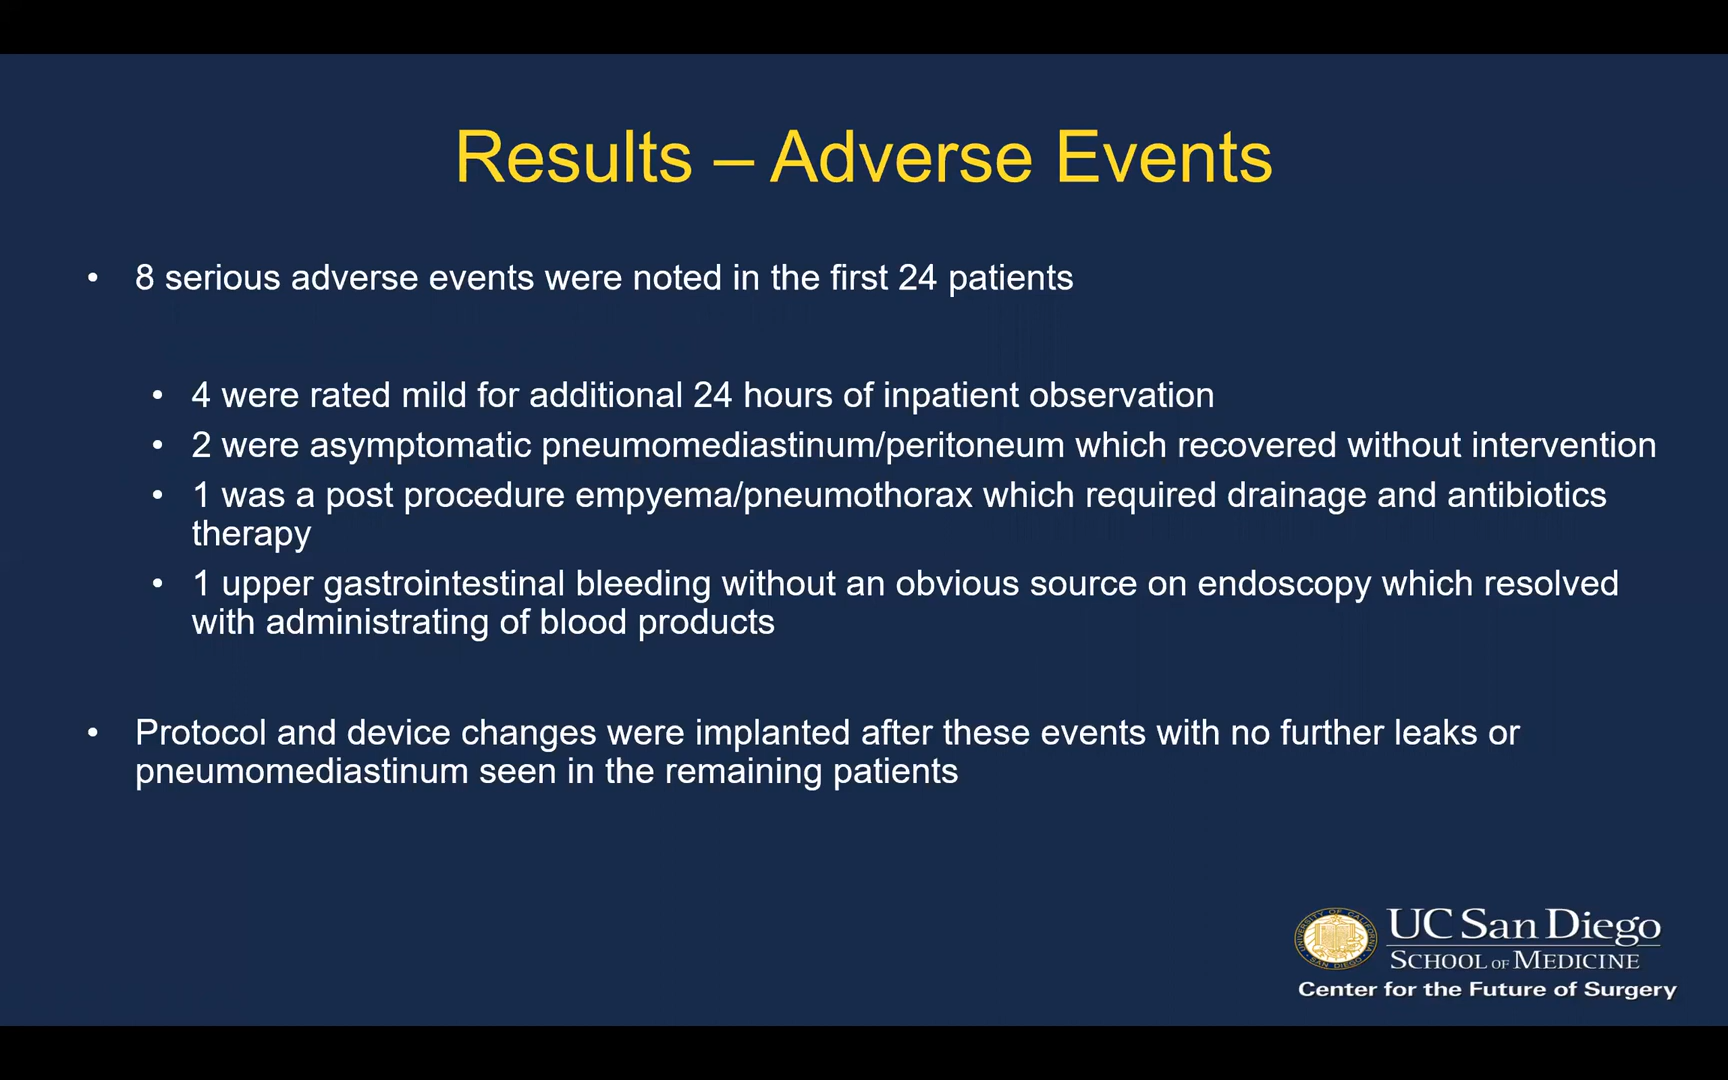 Results – Adverse Events
• 8 serious adverse events were noted in the first 24 patients
• 4 were rated mild for additional 24 hours of inpatient observation
• 2 were asymptomatic pneumomediastinum/peritoneum which recovered without intervention
• 1 was a post procedure empyema/pneumothorax which required drainage and antibiotics
therapy
• 1 upper gastrointestinal bleeding without an obvious source on endoscopy which resolved
with administrating of blood products
• Protocol and device changes were implanted after these events with no further leaks or
pneumomediastinum seen in the remaining patients
UC San Diego
SCHOOL OF MEDICINE
Center for the Future of Surgery